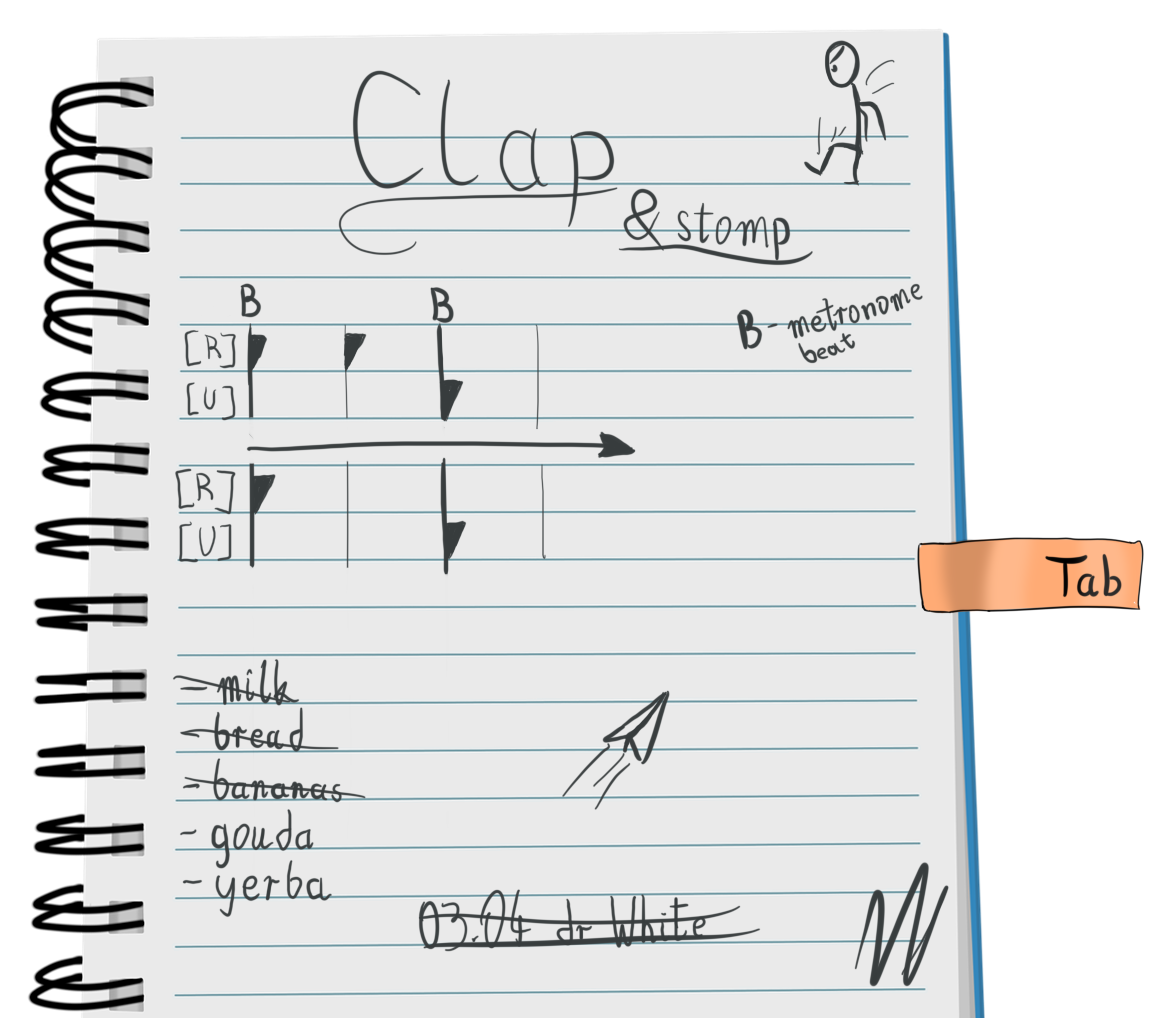 Clap
& stomp
B B
B - metronome
beat
[R]
[U]
[R]
[U]
Tab
- milk
- bread
- bananas
- gouda
- yerba
03.04 dr White